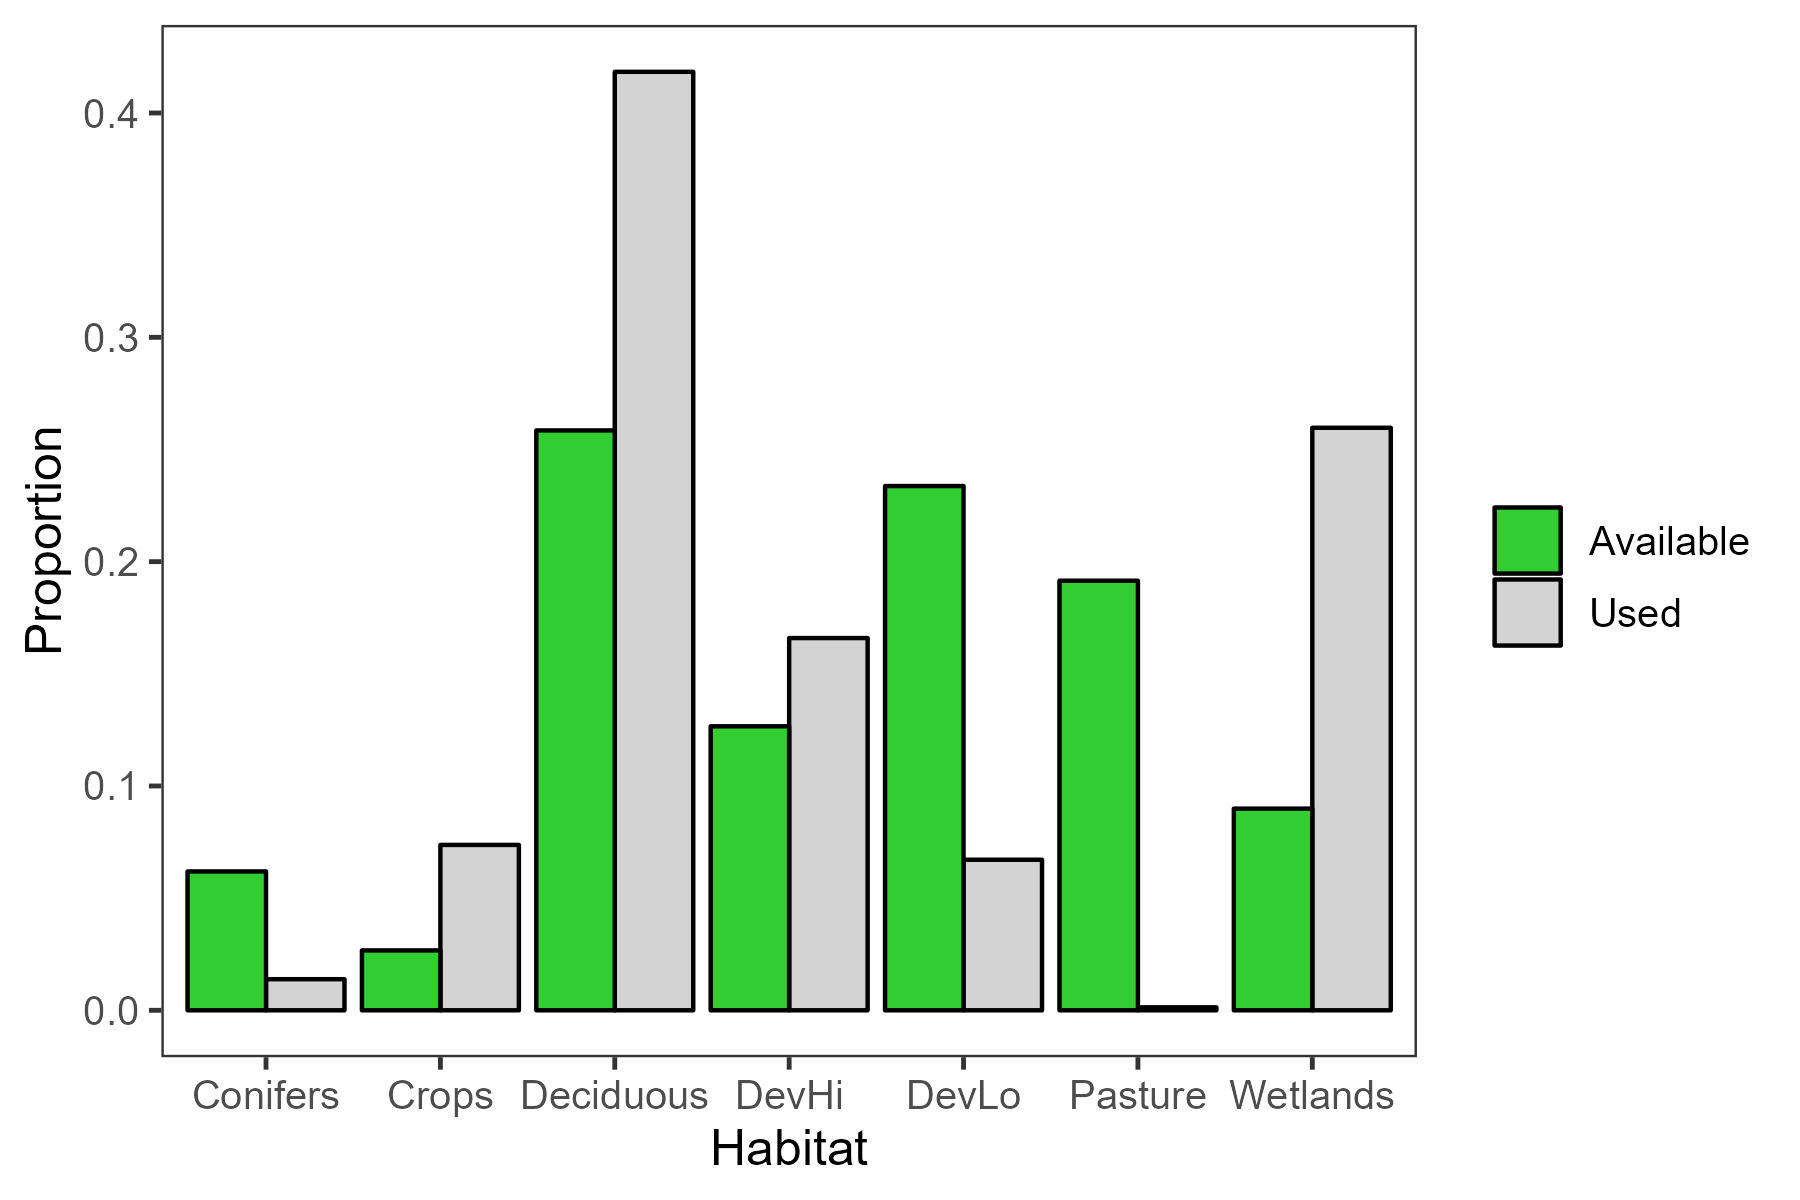 0.4
0.3
0.2
0.1
0.0
Proportion
Conifers Crops Deciduous DevHi DevLo Pasture Wetlands
Habitat
Available
Used